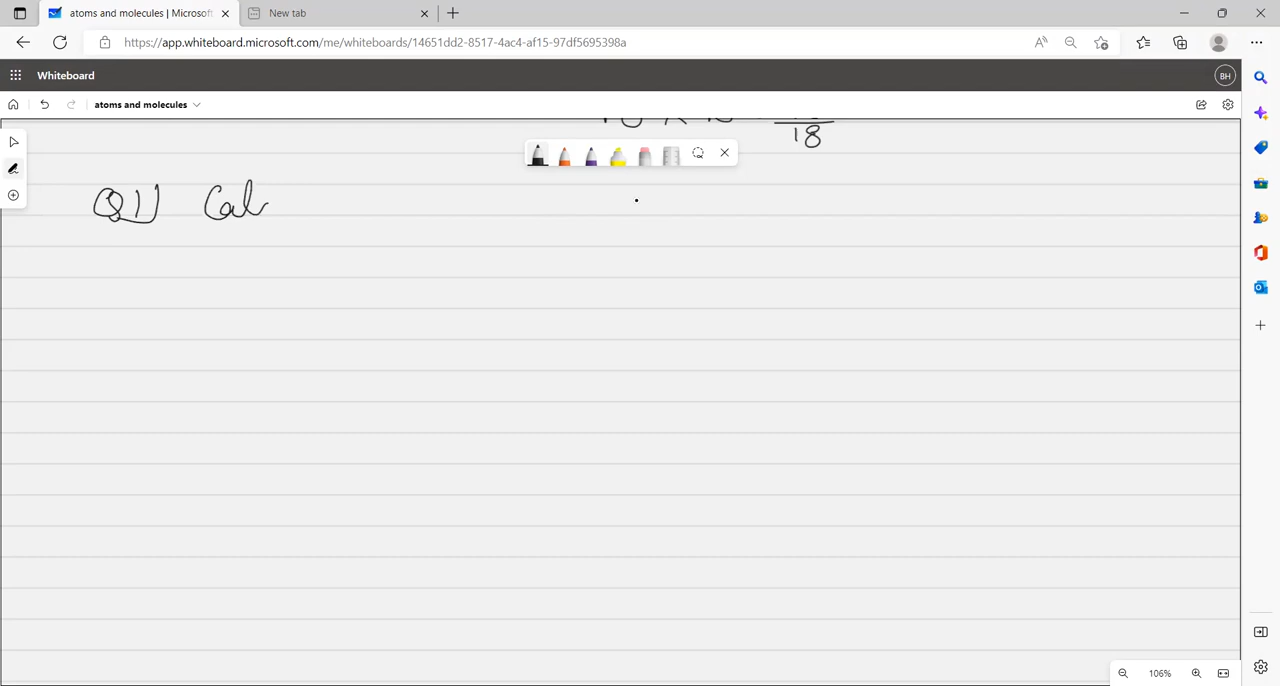 atoms and molecules | Microsoft
New tab
https://app.whiteboard.microsoft.com/me/whiteboards/14651dd2-8517-4ac4-af15-97df5695398a
Whiteboard
BH
atoms and molecules
18
Q1) Cal
106%